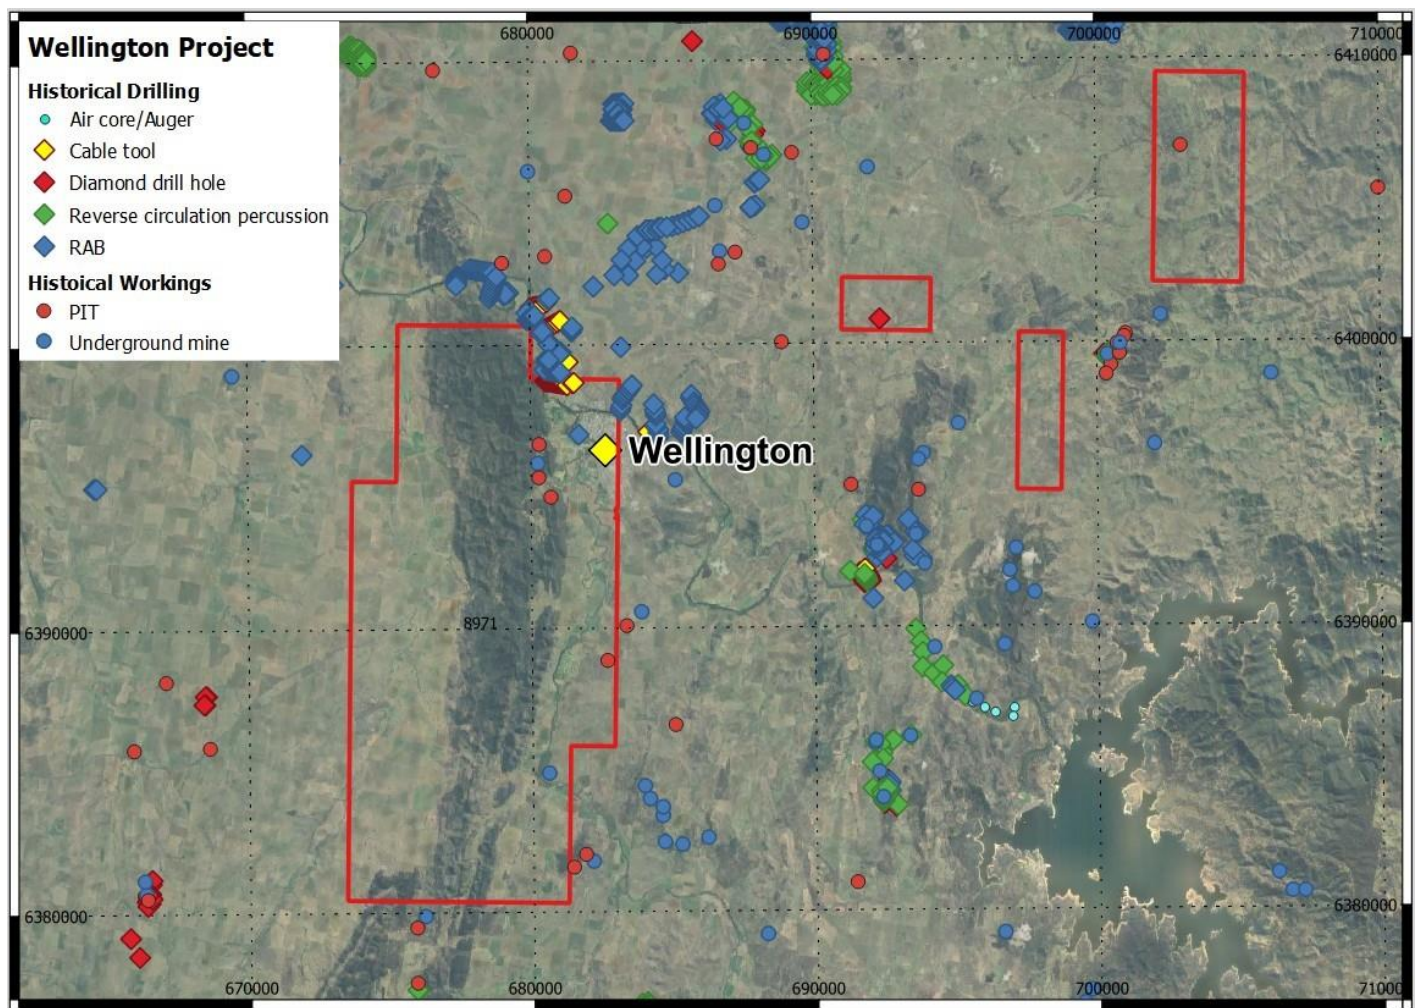 Wellington Project
Historical Drilling
Air core/Auger
Cable tool
Diamond drill hole
Reverse circulation percussion
RAB
Histoical Workings
PIT
Underground mine
680000
690000
700000
710000
6410000
6400000
Wellington
8971
6390000
6390000
6380000
6380000
670000
680000
690000
700000
71000